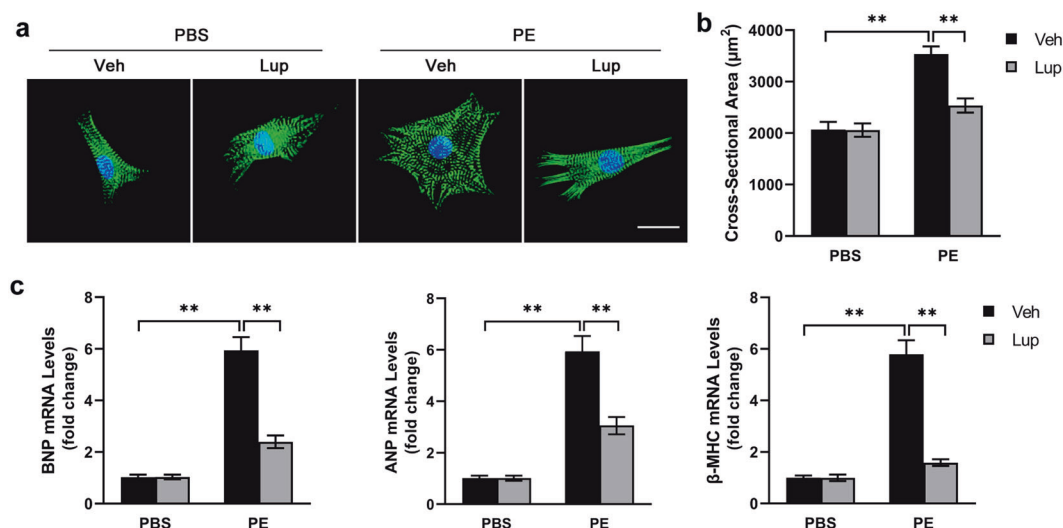 a
PBS
PE
Veh
Lup
Veh
Lup
b
Cross-Sectional Area (μm²)
4000
3000
2000
1000
0
PBS
PE
**
**
Veh
Lup
c
BNP mRNA Levels
(fold change)
8
6
4
2
0
PBS
PE
**
**
ANP mRNA Levels
(fold change)
8
6
4
2
0
PBS
PE
**
**
β-MHC mRNA Levels
(fold change)
8
6
4
2
0
PBS
PE
**
**
Veh
Lup